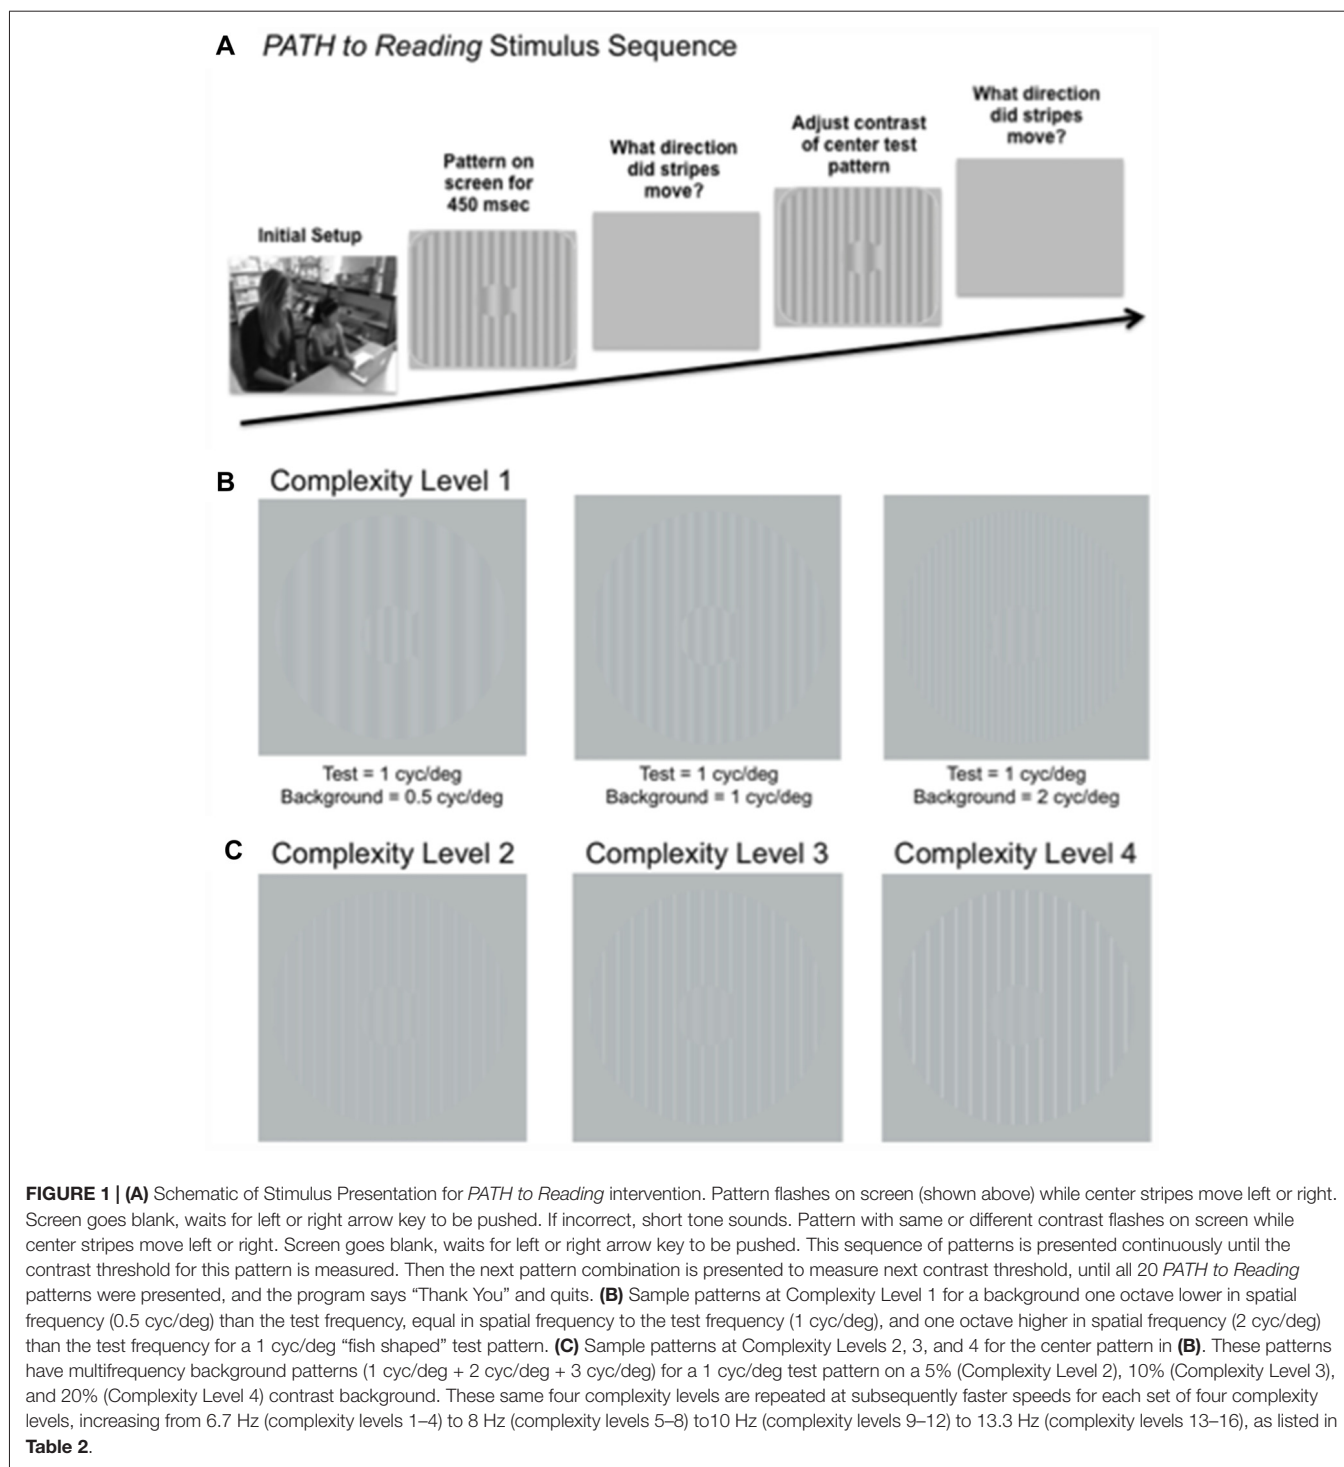 A PATH to Reading Stimulus Sequence
Initial Setup
Pattern on
screen for
450 msec
What direction
did stripes
move?
Adjust contrast
of center test
pattern
What direction
did stripes
move?
B Complexity Level 1
Test = 1 cyc/deg
Background = 0.5 cyc/deg
Test = 1 cyc/deg
Background = 1 cyc/deg
Test = 1 cyc/deg
Background = 2 cyc/deg
C Complexity Level 2 Complexity Level 3 Complexity Level 4
FIGURE 1 | (A) Schematic of Stimulus Presentation for PATH to Reading intervention. Pattern flashes on screen (shown above) while center stripes move left or right.
Screen goes blank, waits for left or right arrow key to be pushed. If incorrect, short tone sounds. Pattern with same or different contrast flashes on screen while
center stripes move left or right. Screen goes blank, waits for left or right arrow key to be pushed. This sequence of patterns is presented continuously until the
contrast threshold for this pattern is measured. Then the next pattern combination is presented to measure next contrast threshold, until all 20 PATH to Reading
patterns were presented, and the program says “Thank You” and quits. (B) Sample patterns at Complexity Level 1 for a background one octave lower in spatial
frequency (0.5 cyc/deg) than the test frequency, equal in spatial frequency to the test frequency (1 cyc/deg), and one octave higher in spatial frequency (2 cyc/deg)
than the test frequency for a 1 cyc/deg “fish shaped” test pattern. (C) Sample patterns at Complexity Levels 2, 3, and 4 for the center pattern in (B). These patterns
have multifrequency background patterns (1 cyc/deg + 2 cyc/deg + 3 cyc/deg) for a 1 cyc/deg test pattern on a 5% (Complexity Level 2), 10% (Complexity Level 3),
and 20% (Complexity Level 4) contrast background. These same four complexity levels are repeated at subsequently faster speeds for each set of four complexity
levels, increasing from 6.7 Hz (complexity levels 1–4) to 8 Hz (complexity levels 5–8) to10 Hz (complexity levels 9–12) to 13.3 Hz (complexity levels 13–16), as listed in
Table 2.